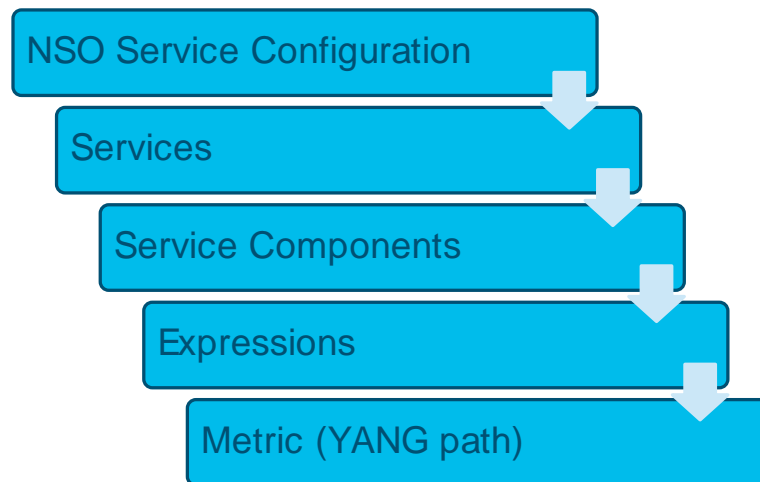 NSO Service Configuration
Services
Service Components
Expressions
Metric (YANG path)